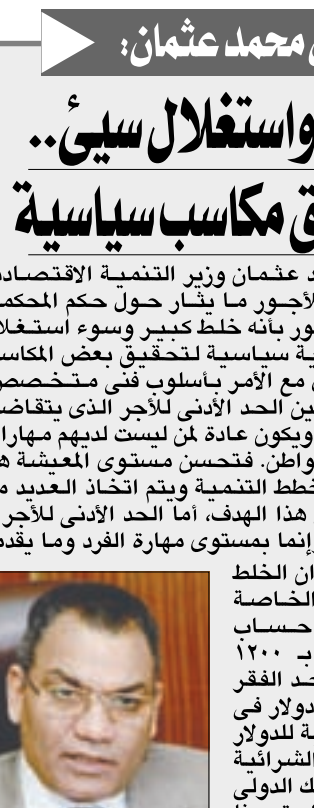 محمد عثمان:
واستغلال سيئ..
ق مكاسب سياسية
د عثمان وزير التنمية الاقتصاد
لأجور ما يثار حول حكم المحكم
ور بأنه خلط كبير وسوء استغلا
ية سياسية لتحقيق بعض المكاس
ل مع الأمر بأسلوب فنى متخصص
ين الحد الأدنى للأجر الذى يتقاض
ويكون عادة لمن ليست لديهم مهارا
واطن. فتحسن مستوى المعيشة ه
خطط التنمية ويتم اتخاذ العديد م
هذا الهدف، أما الحد الأدنى للأجر
إنما بمستوى مهارة الفرد وما يقدم
ان الخلط
الخاصة
حساب
بـ ١٢٠٠
حد الفقر
دولار فى
ة للدولار
الشرائية
ك الدولى